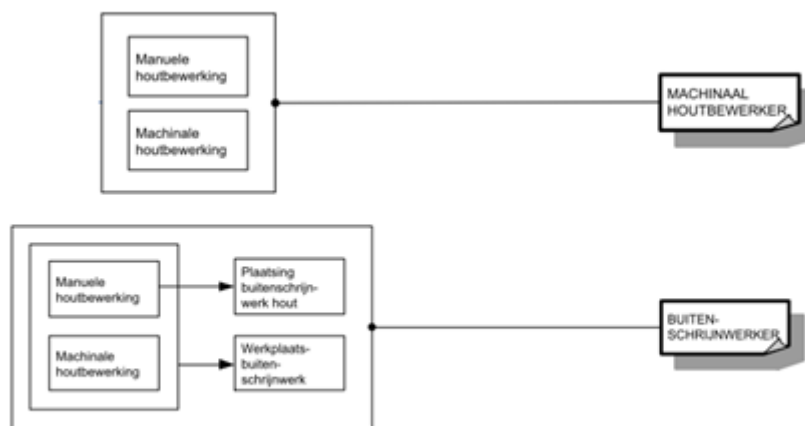 Manuele
houtbewerking
Machinale
houtbewerking
MACHINAAL
HOUTBEWERKER
Manuele
houtbewerking
Plaatsing
buitenschrijn-
werk hout
Machinale
houtbewerking
Werkplaats-
buiten-
schrijnwerk
BUITEN-
SCHRIJNWERKER